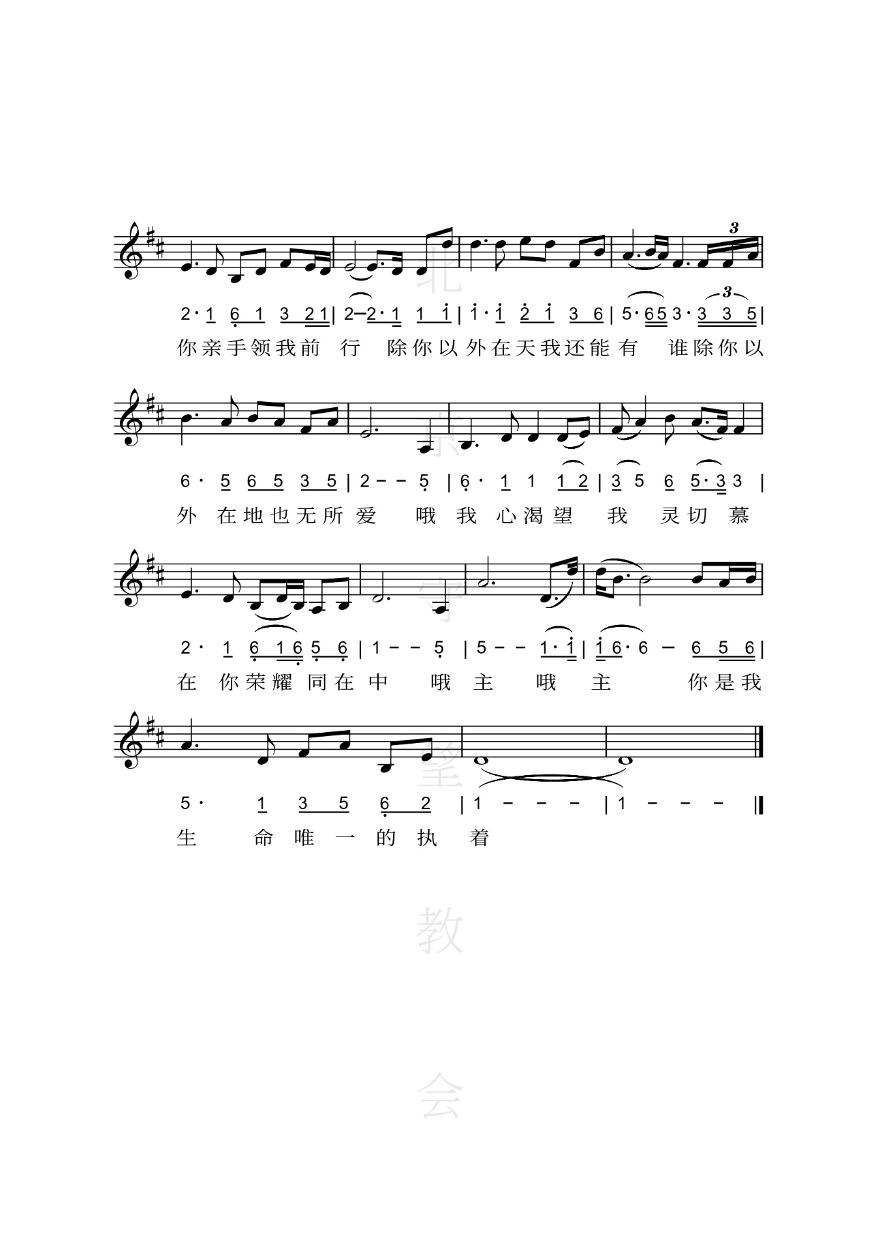 3
2· 1 6 1 3 2 1 | 2 – 2· 1 1 1 | 1· 1 2 1 3 6 | 5· 6 5 3· 3 3 5 |
3
你亲手领我前 行 除你以外在天我还能有 谁除你以
6· 5 6 5 3 5 | 2 – – 5 | 6· 1 1 1 2 | 3 5 6 5· 3 3 |
外 在地也无所爱 哦我 心渴望 我 灵切 慕
2· 1 6 1 6 5 6 | 1 – – 5 | 5 – – 1· 1 | 1 6· 6 – 6 5 6 |
在 你荣耀 同在中 哦 主 哦 主 你是我
5· 1 3 5 6 2 | 1 – – – | 1 – – – ‖
生 命 唯 一 的 执 着
北
京
守
望
教
会